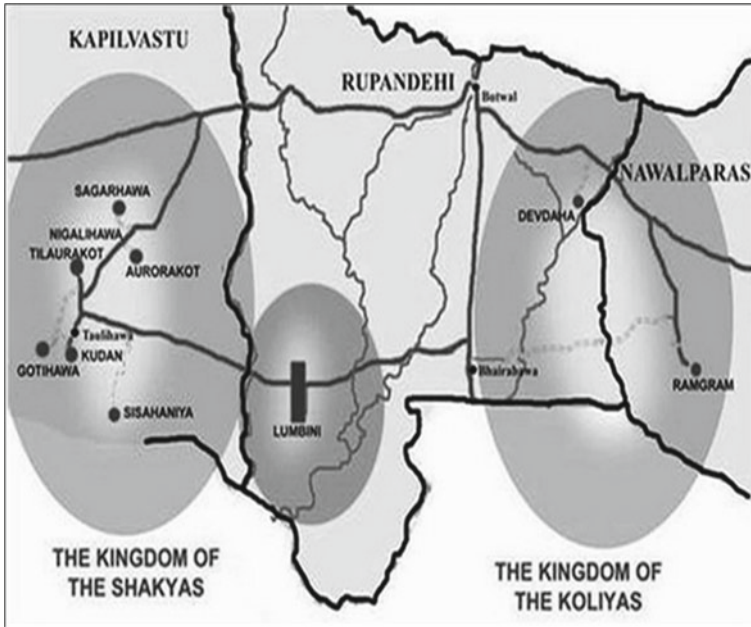 KAPILVASTU
RUPANDEHI
Botwal
NAWALPARAS
SAGARHAWA
NIGALIHAWA
TILAURAKOT
AURORAKOT
DEVDAHA
Taulihawa
GOTIHAWA
KUDAN
SISAHANIYA
LUMBINI
Bhairahawa
RAMGRAM
THE KINGDOM OF
THE SHAKYAS
THE KINGDOM OF
THE KOLIYAS